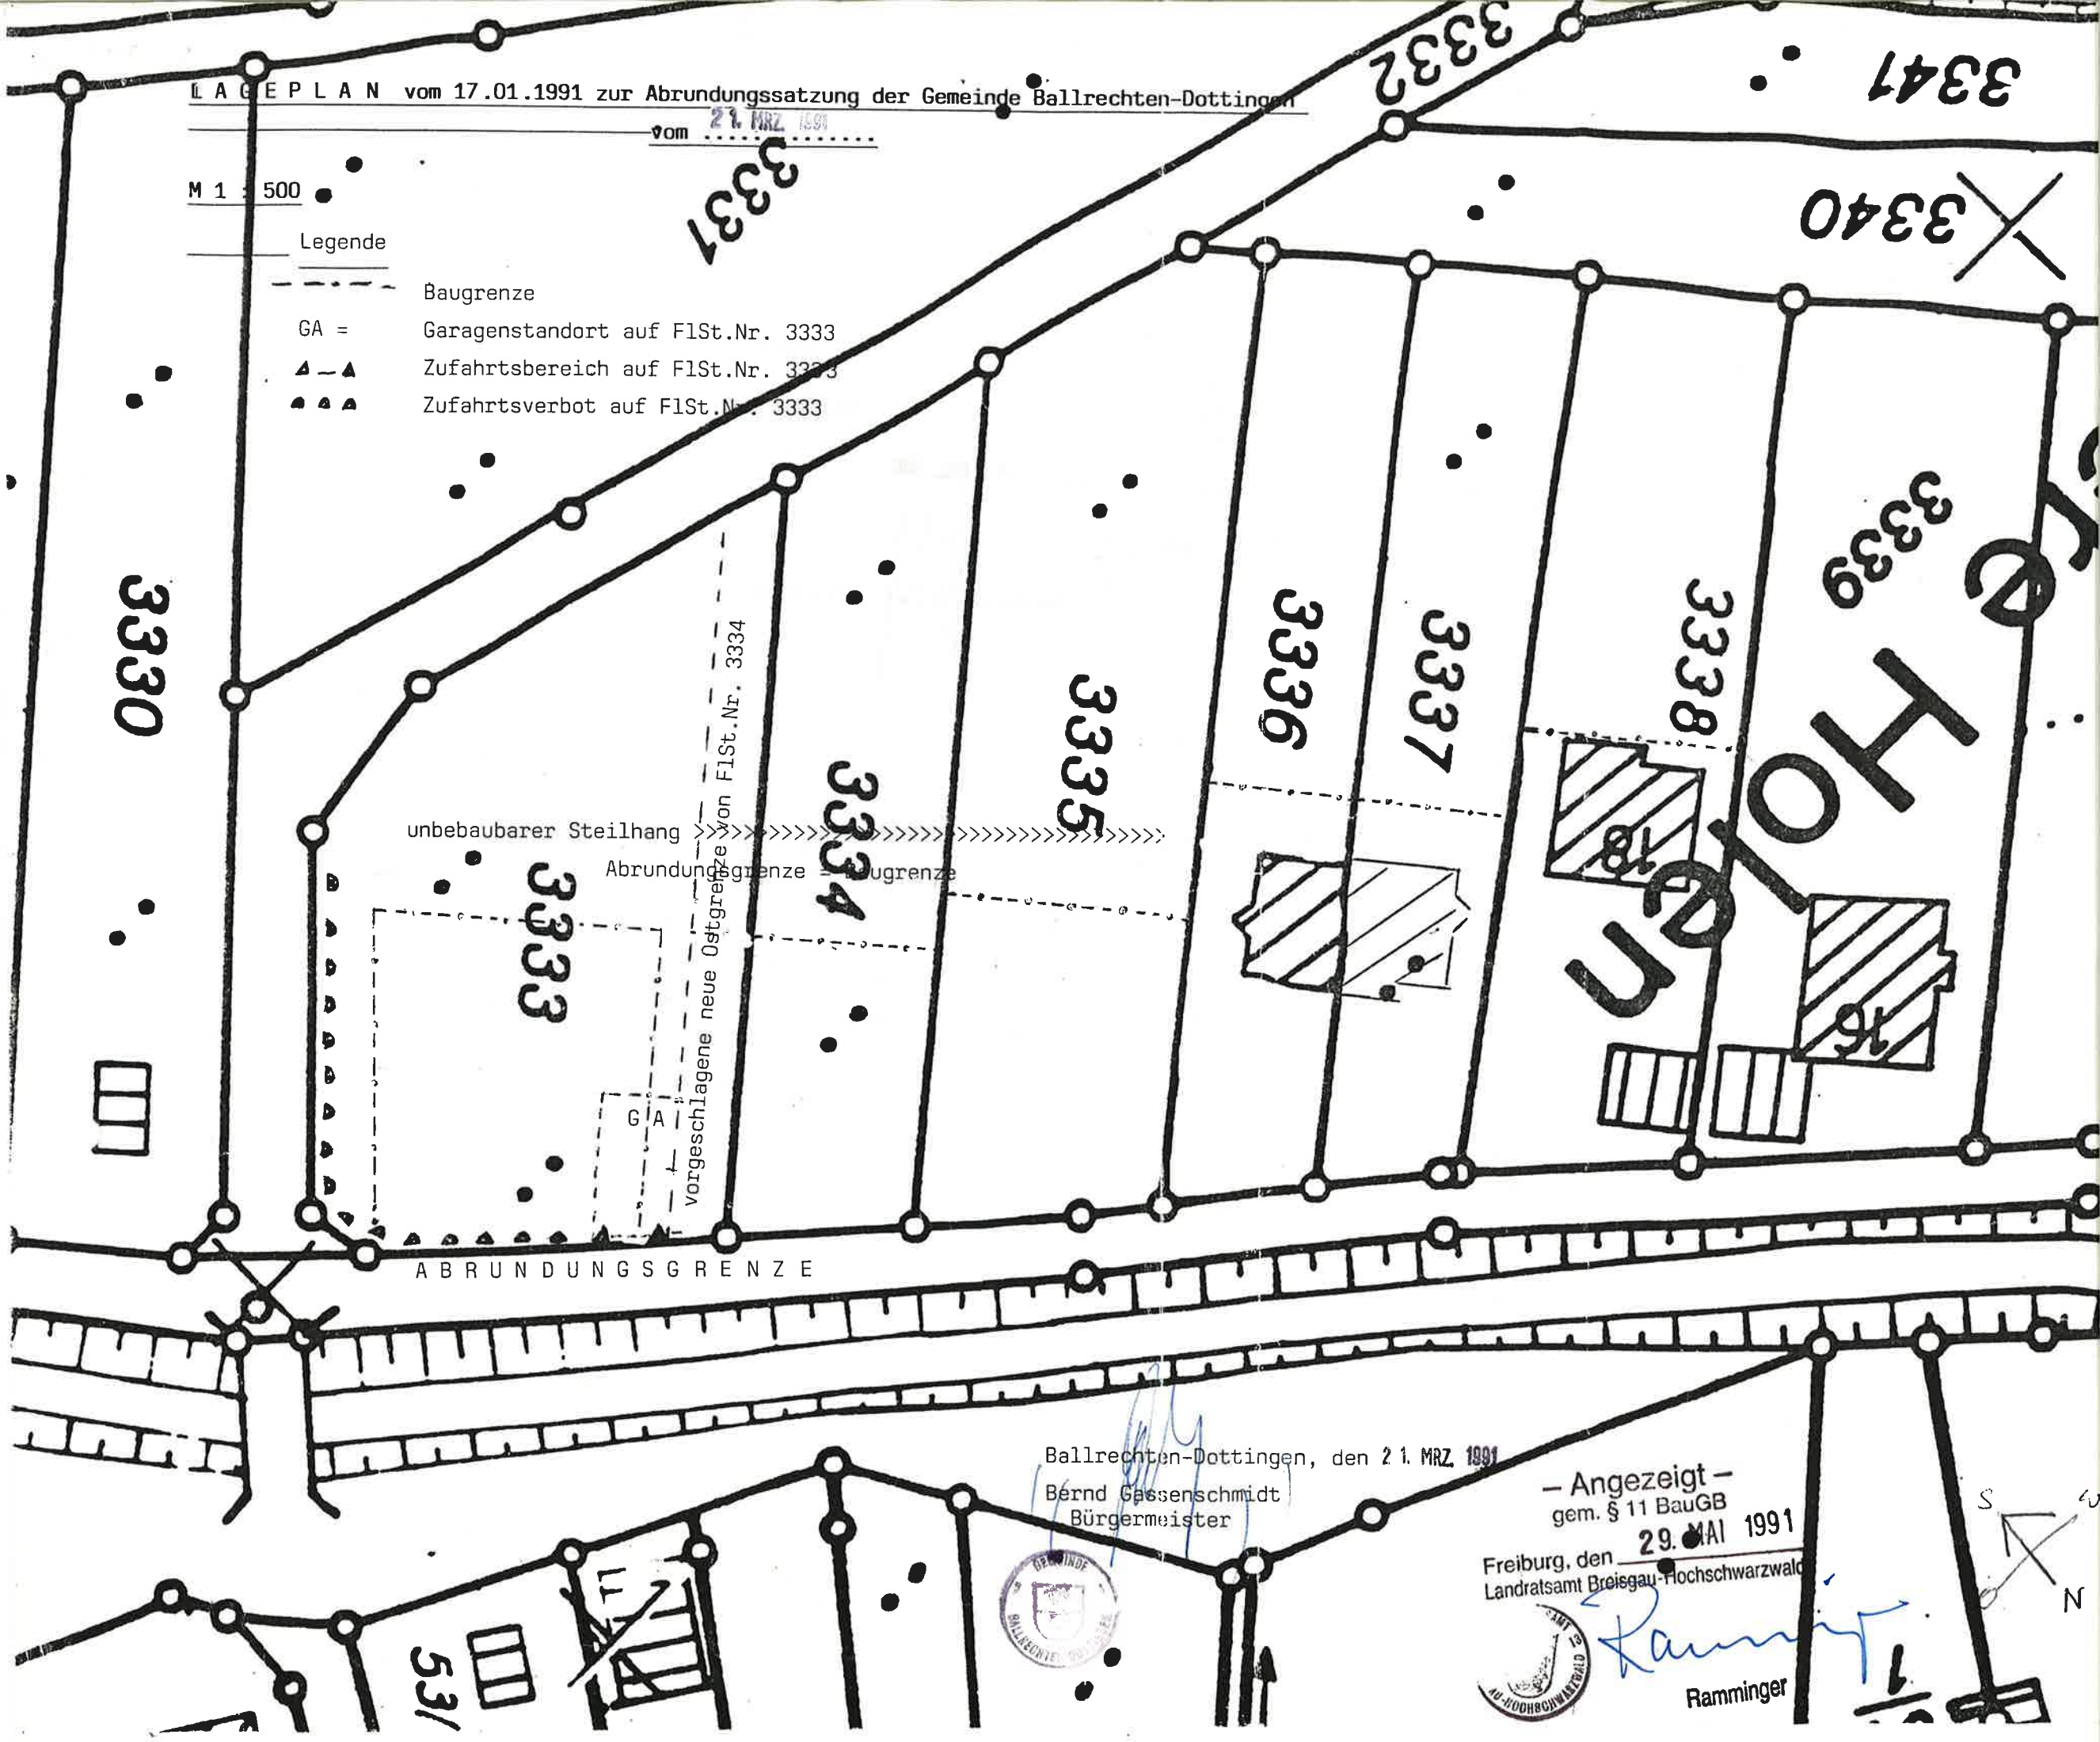 LAGEPLAN vom 17.01.1991 zur Abrundungssatzung der Gemeinde Ballrechten-Dottingen
vom 21. MRZ. 1991
M 1 : 500
Legende
Baugrenze
GA = Garagenstandort auf FlSt.Nr. 3333
Zufahrtsbereich auf FlSt.Nr. 3333
Zufahrtsverbot auf FlSt.Nr. 3333
3332
3341
3331
3340
3339
3330
3336
3337
3338
3335
3334
3333
Hofen
18
16
unbebaubarer Steilhang >>>>>>>>>>>>>>>>>>>>>>>>>>>>>>>>>>>>>
Abrundungsgrenze = Baugrenze
vorgeschlagene neue Ostgrenze von FlSt.Nr. 3334
GA
ABRUNDUNGSGRENZE
Ballrechten-Dottingen, den 21. MRZ. 1991
Bernd Gassenschmidt
Bürgermeister
GEMEINDE
– Angezeigt –
gem. § 11 BauGB
Freiburg, den 29. MAI 1991
Landratsamt Breisgau-Hochschwarzwald
Ramminger
S
N
53/
1